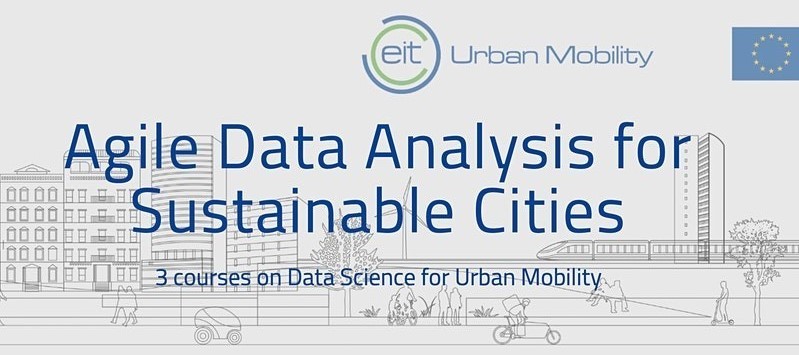 eit Urban Mobility
Agile Data Analysis for
Sustainable Cities
3 courses on Data Science for Urban Mobility